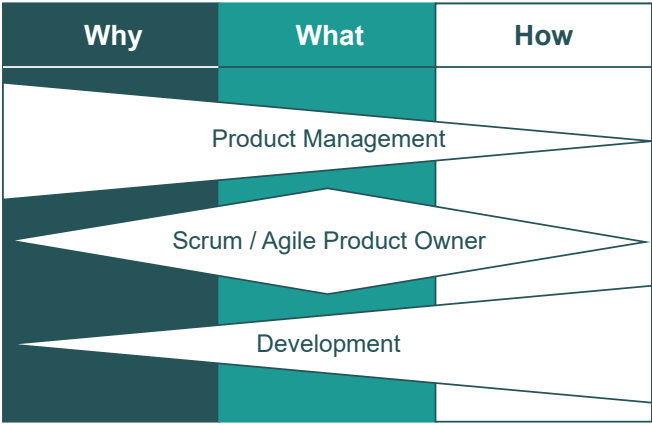 Why What How
Product Management
Scrum / Agile Product Owner
Development